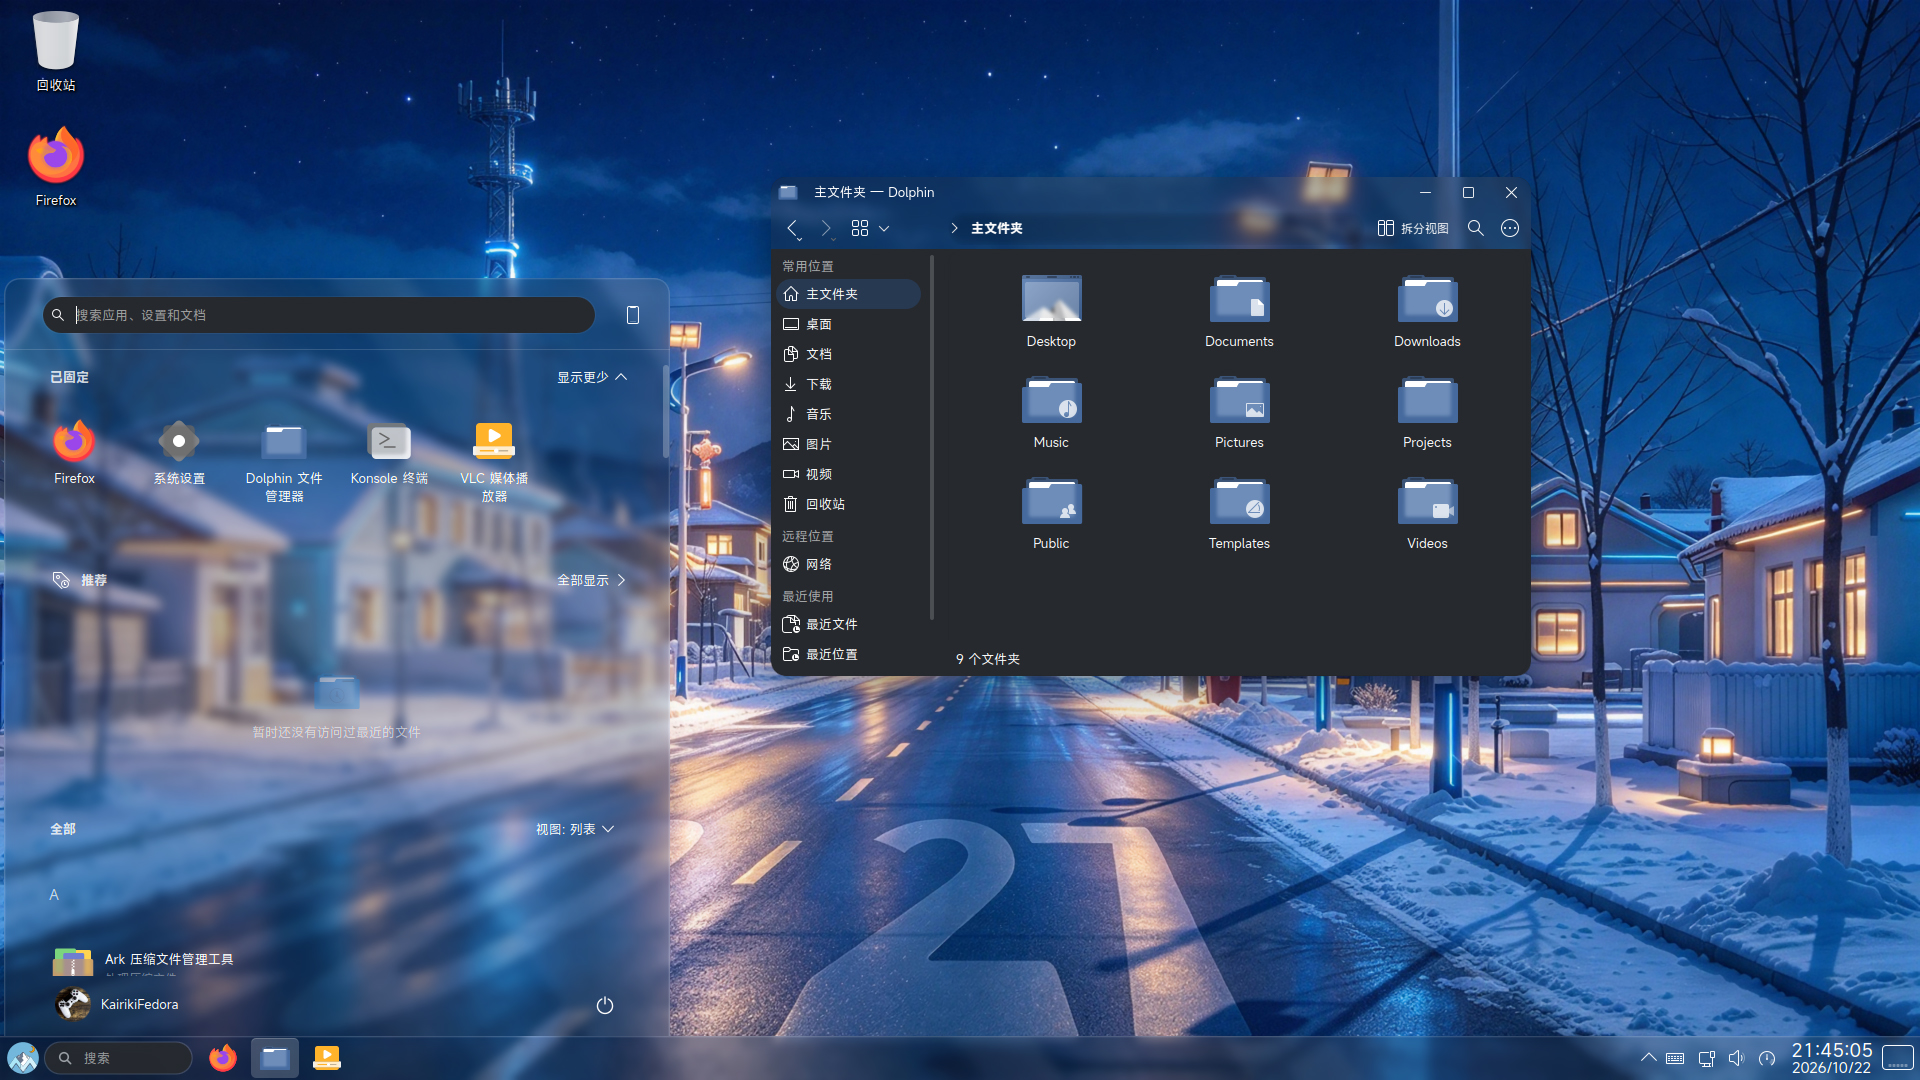 回收站
Firefox
搜索应用、设置和文档
已固定
显示更少
Firefox
系统设置
Dolphin 文件
管理器
Konsole 终端
VLC 媒体播
放器
推荐
全部显示
暂时还没有访问过最近的文件
全部
视图: 列表
A
Ark 压缩文件管理工具
KairikiFedora
主文件夹 — Dolphin
主文件夹
拆分视图
常用位置
主文件夹
桌面
文档
下载
音乐
图片
视频
回收站
远程位置
网络
最近使用
最近文件
最近位置
Desktop
Documents
Downloads
Music
Pictures
Projects
Public
Templates
Videos
9 个文件夹
27
搜索
21:45:05
2026/10/22